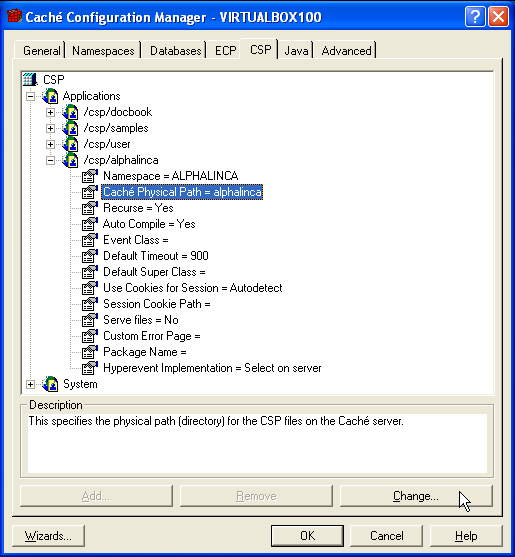 Caché Configuration Manager - VIRTUALBOX100
General Namespaces Databases ECP CSP Java Advanced
CSP
Applications
/csp/docbook
/csp/samples
/csp/user
/csp/alphalinca
Namespace = ALPHALINCA
Caché Physical Path = alphalinca
Recurse = Yes
Auto Compile = Yes
Event Class =
Default Timeout = 900
Default Super Class =
Use Cookies for Session = Autodetect
Session Cookie Path =
Serve files = No
Custom Error Page =
Package Name =
Hyperevent Implementation = Select on server
System
Description
This specifies the physical path (directory) for the CSP files on the Caché server.
Add... Remove Change...
Wizards... OK Cancel Help